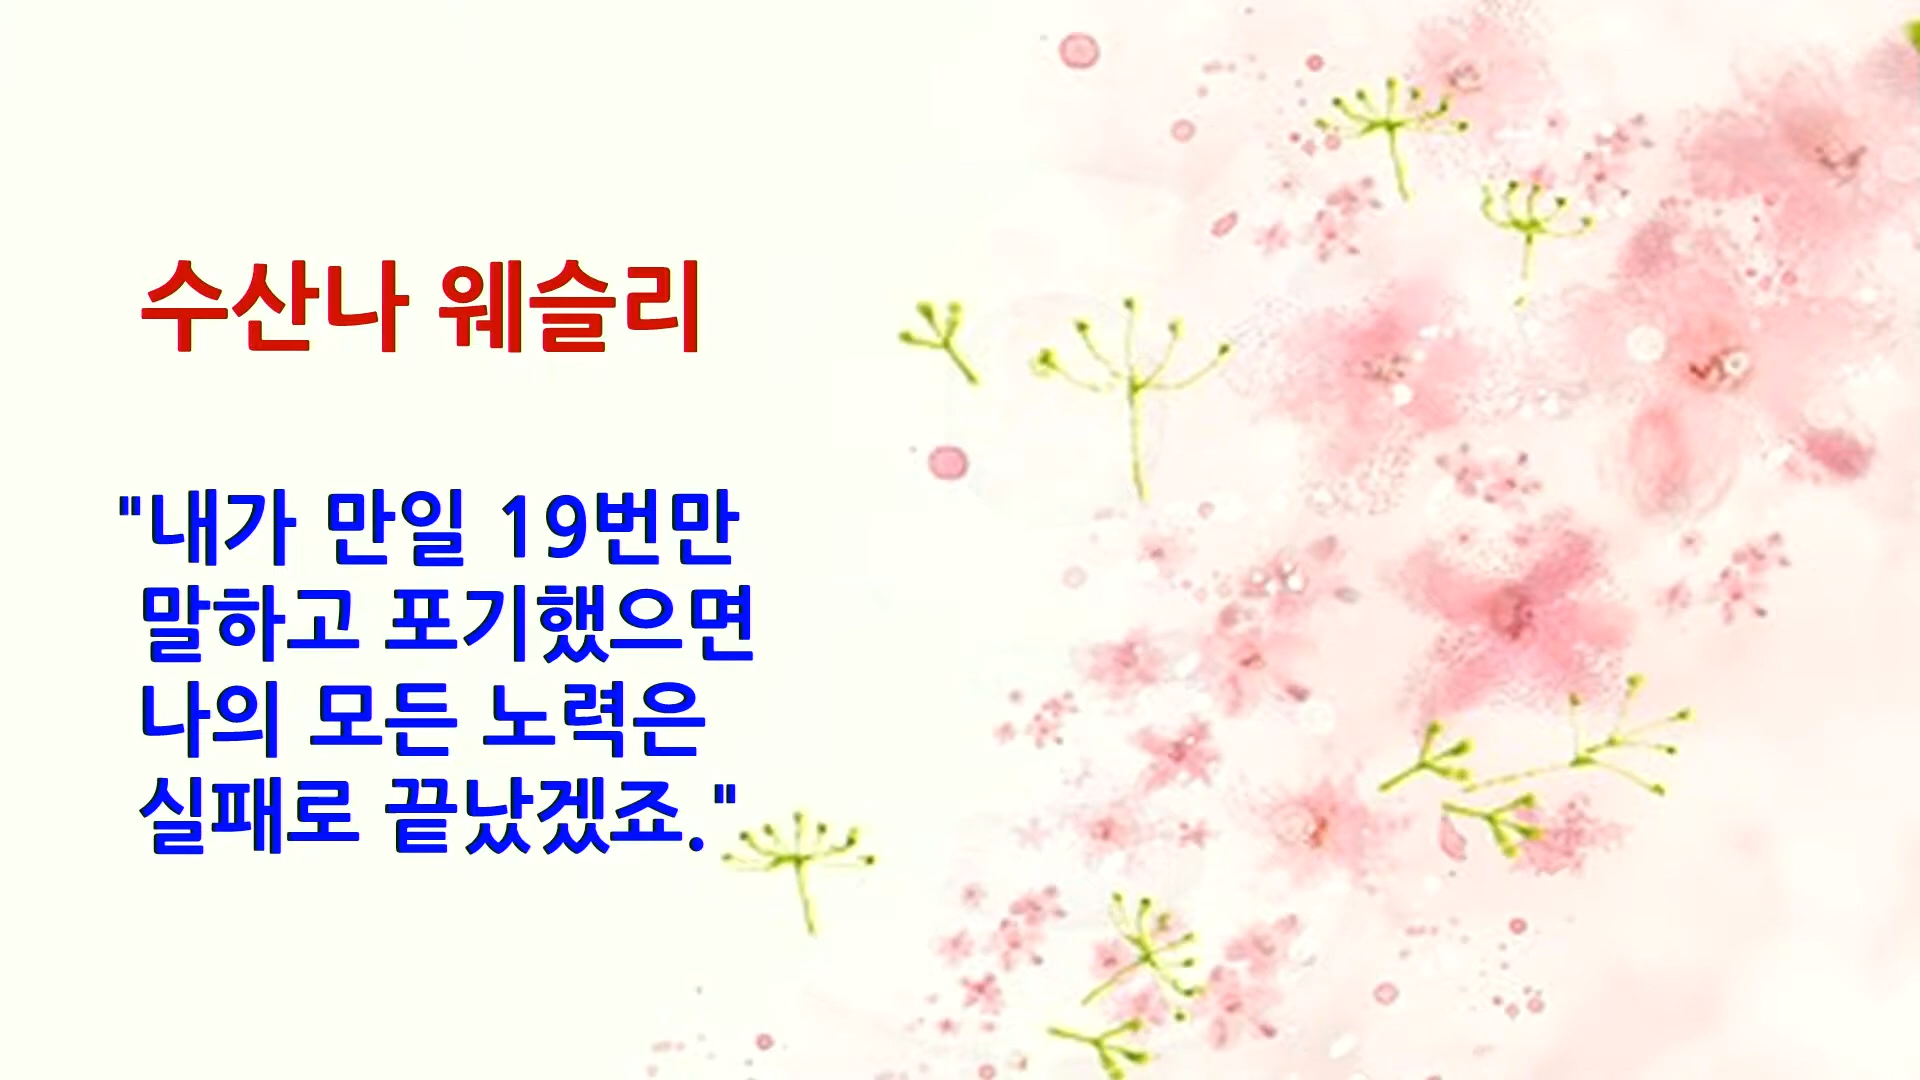 수산나 웨슬리
"내가 만일 19번만
말하고 포기했으면
나의 모든 노력은
실패로 끝났겠죠."